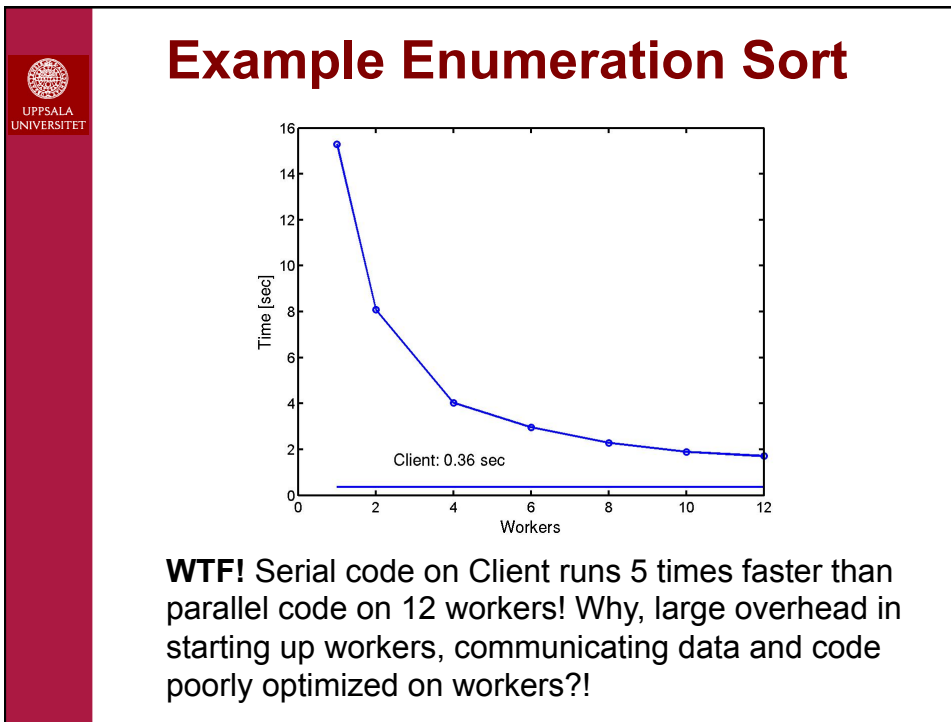 UPPSALA
UNIVERSITET
Example Enumeration Sort
16
14
12
10
8
6
4
2
0
Time [sec]
Client: 0.36 sec
0 2 4 6 8 10 12
Workers
WTF! Serial code on Client runs 5 times faster than
parallel code on 12 workers! Why, large overhead in
starting up workers, communicating data and code
poorly optimized on workers?!